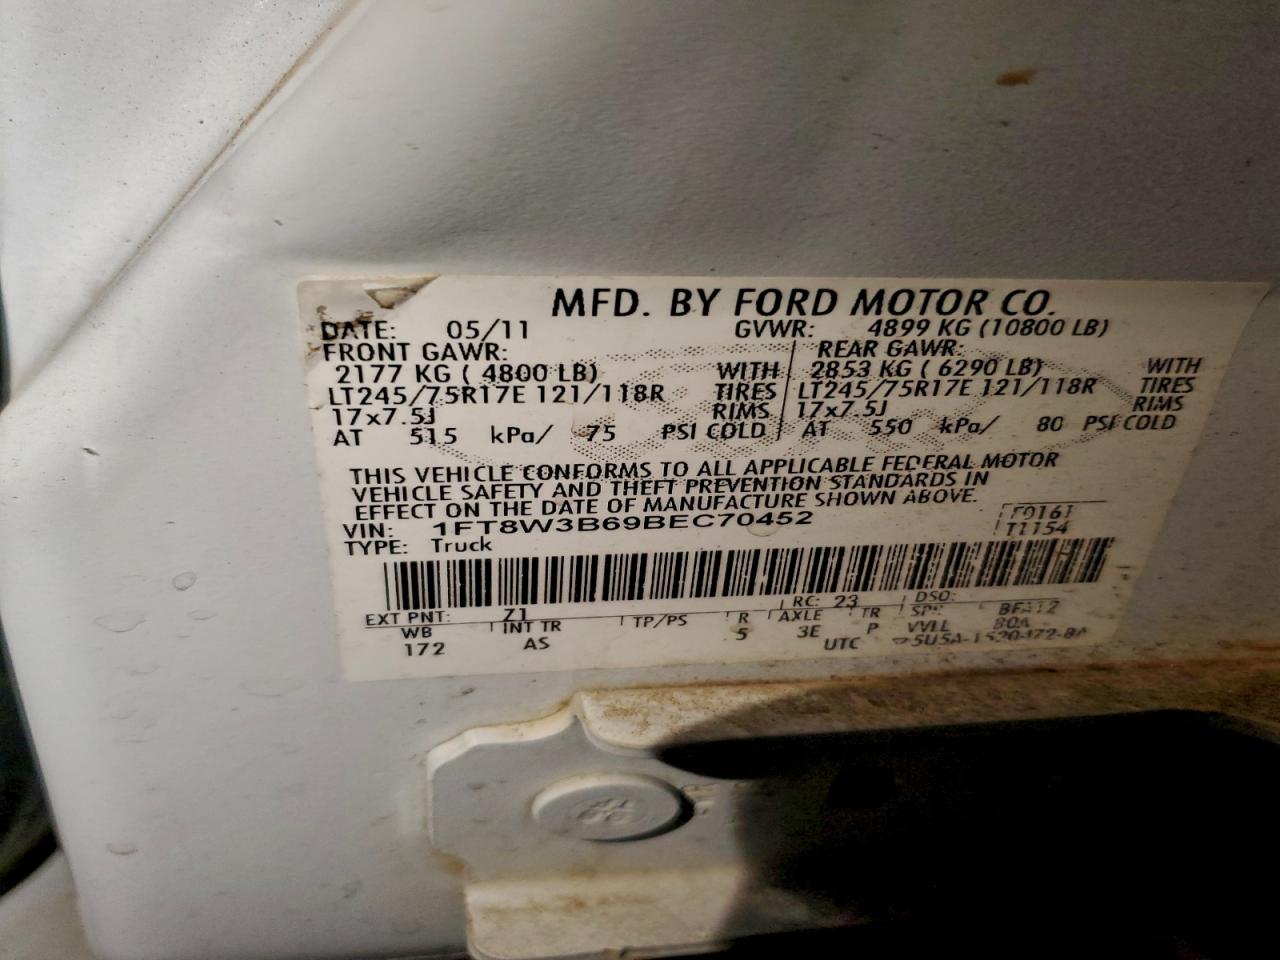 MFD. BY FORD MOTOR CO.
DATE: 05/11 GVWR: 4899 KG (10800 LB)
FRONT GAWR: REAR GAWR:
2177 KG ( 4800 LB) WITH 2853 KG ( 6290 LB) WITH
LT245/75R17E 121/118R TIRES LT245/75R17E 121/118R TIRES
17x7.5J RIMS 17x7.5J RIMS
AT 515 kPa/ 75 PSI COLD AT 550 kPa/ 80 PSI COLD
THIS VEHICLE CONFORMS TO ALL APPLICABLE FEDERAL MOTOR
VEHICLE SAFETY AND THEFT PREVENTION STANDARDS IN
EFFECT ON THE DATE OF MANUFACTURE SHOWN ABOVE.
VIN: 1FT8W3B69BEC70452 F0161
TYPE: Truck T1154
EXT PNT: Z1 RC: 23 DSO:
WB INT TR TP/PS R AXLE TR SPR
172 AS 5 3E P VVLL
UTC